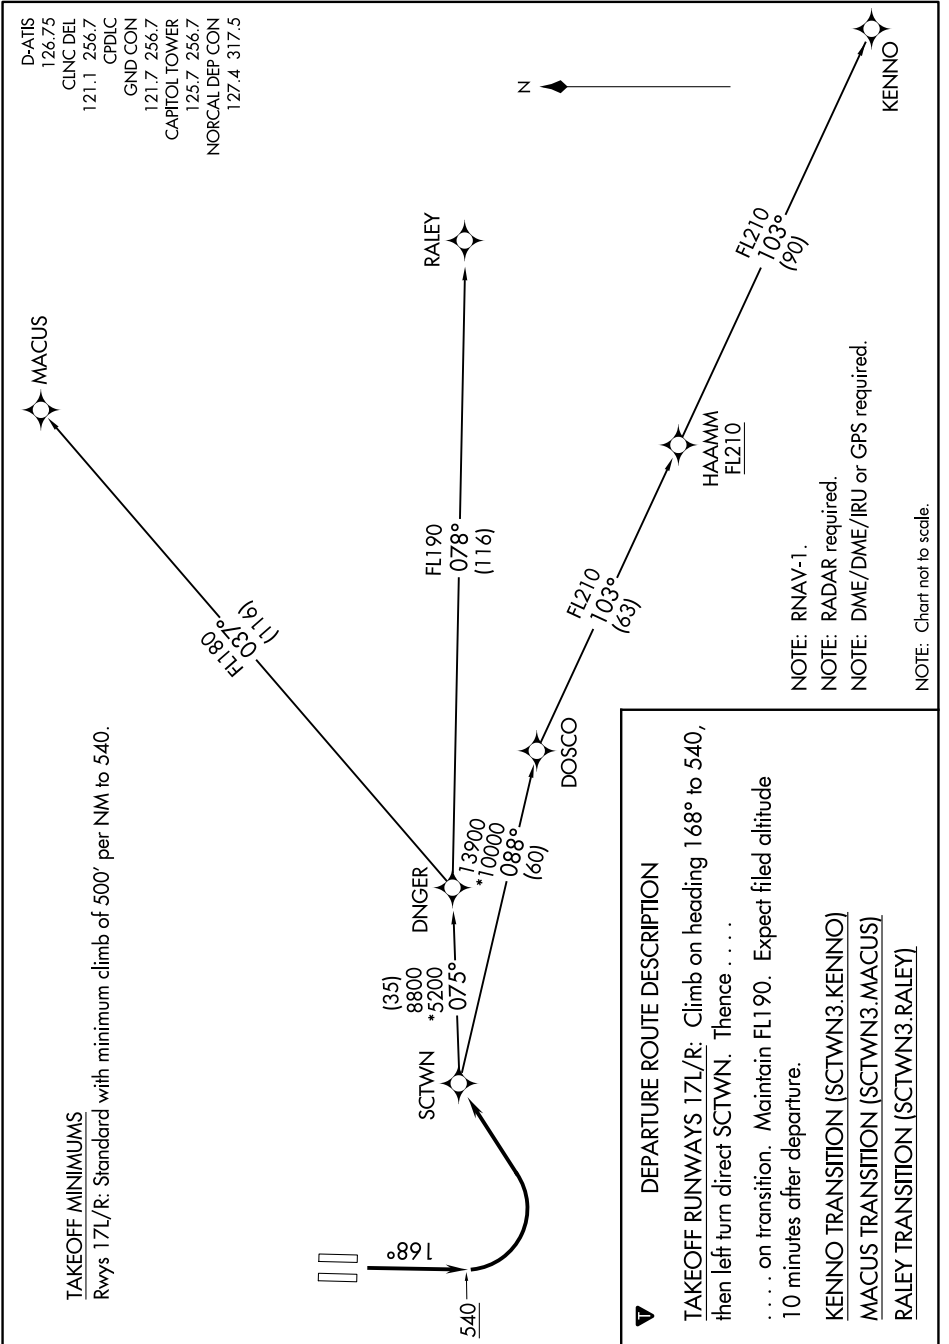 TAKEOFF MINIMUMS
Rwys 17L/R: Standard with minimum climb of 500' per NM to 540.
D-ATIS
126.75
CLNC DEL
121.1 256.7
CPDLC
GND CON
121.7 256.7
CAPITOL TOWER
125.7 256.7
NORCAL DEP CON
127.4 317.5
MACUS
FL180
037°
(116)
RALEY
FL190
078°
(116)
N
DNGER
(35)
8800
*5200
075°
SCTWN
13900
*10000
088°
(60)
DOSCO
FL210
103°
(63)
HAAMM
FL210
FL210
103°
(90)
KENNO
168°
540
NOTE: RNAV-1.
NOTE: RADAR required.
NOTE: DME/DME/IRU or GPS required.
NOTE: Chart not to scale.
T
DEPARTURE ROUTE DESCRIPTION
TAKEOFF RUNWAYS 17L/R: Climb on heading 168° to 540,
then left turn direct SCTWN. Thence . . . .
. . . . on transition. Maintain FL190. Expect filed altitude
10 minutes after departure.
KENNO TRANSITION (SCTWN3.KENNO)
MACUS TRANSITION (SCTWN3.MACUS)
RALEY TRANSITION (SCTWN3.RALEY)